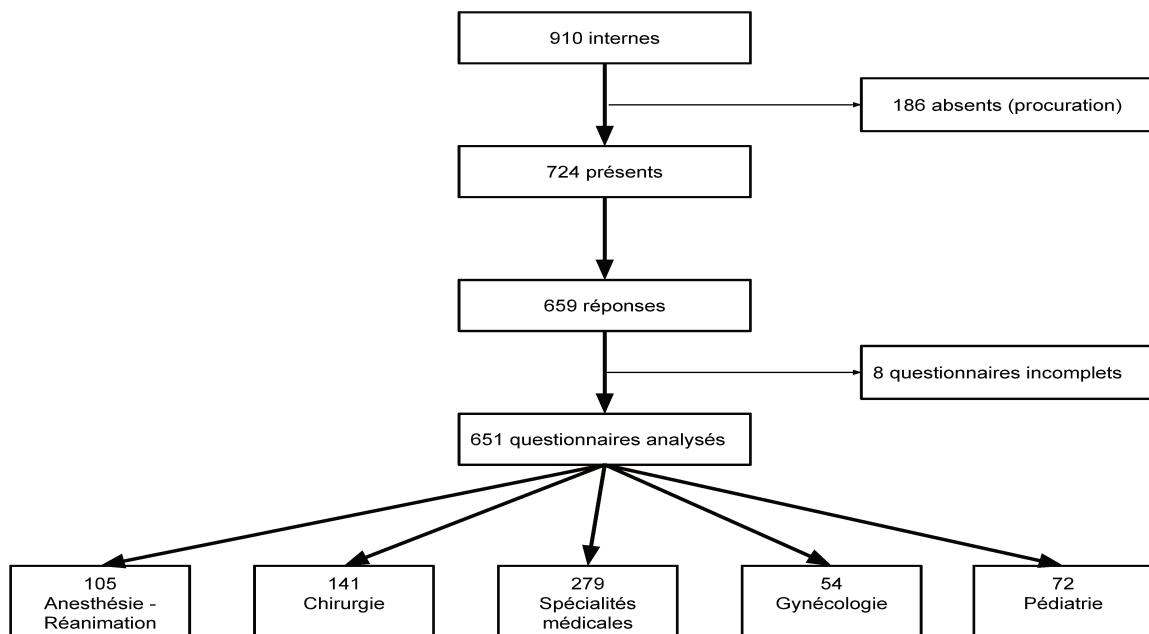 910 internes
186 absents (procuration)
724 présents
659 réponses
8 questionnaires incomplets
651 questionnaires analysés
105
Anesthésie -
Réanimation
141
Chirurgie
279
Spécialités
médicales
54
Gynécologie
72
Pédiatrie